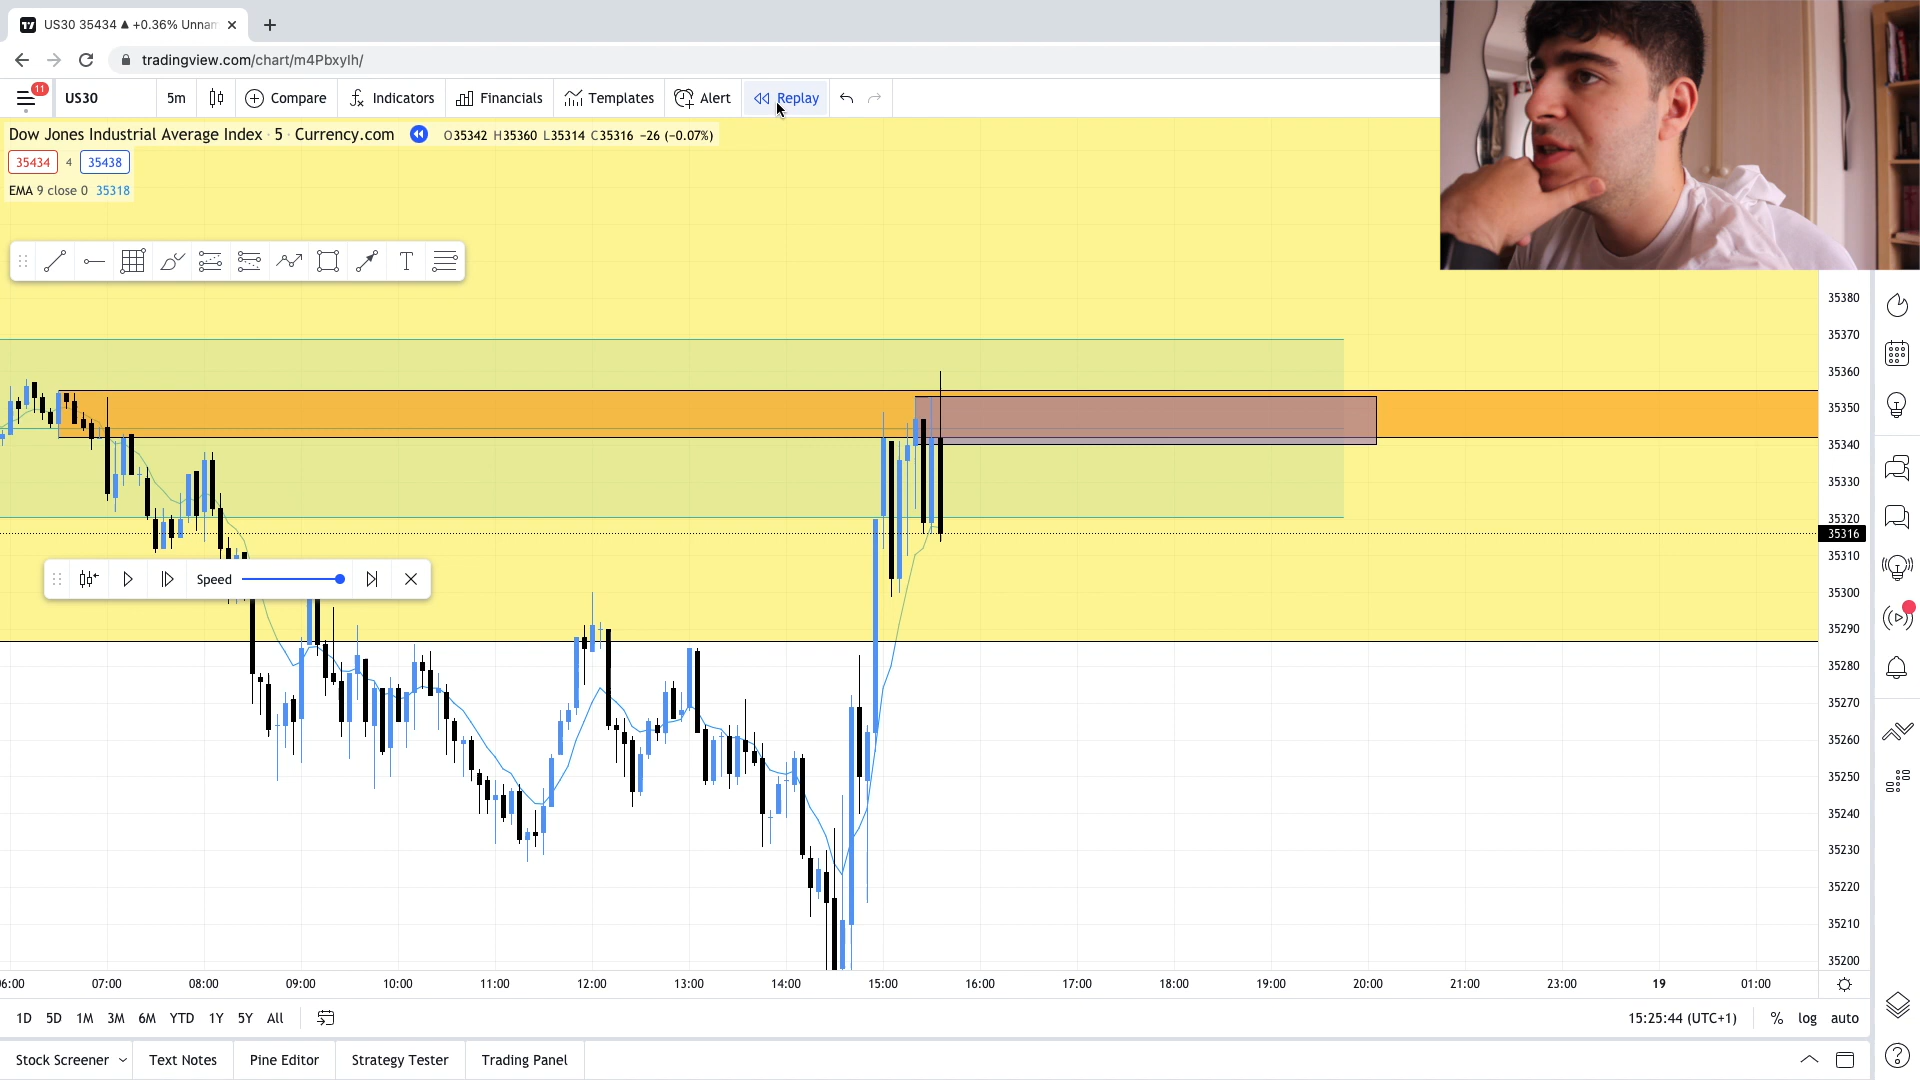 US30 35434 ▲ +0.36% Unnam
tradingview.com/chart/m4PbxyIh/
11
US30 5m Compare Indicators Financials Templates Alert Replay
Dow Jones Industrial Average Index · 5 · Currency.com O35342 H35360 L35314 C35316 −26 (−0.07%)
35434 4 35438
EMA 9 close 0 35318
35380
35370
35360
35350
35340
35330
35320
35316
35310
35300
35290
35280
35270
35260
35250
35240
35230
35220
35210
35200
Speed
06:00 07:00 08:00 09:00 10:00 11:00 12:00 13:00 14:00 15:00 16:00 17:00 18:00 19:00 20:00 21:00 23:00 19 01:00
1D 5D 1M 3M 6M YTD 1Y 5Y All 15:25:44 (UTC+1) % log auto
Stock Screener Text Notes Pine Editor Strategy Tester Trading Panel